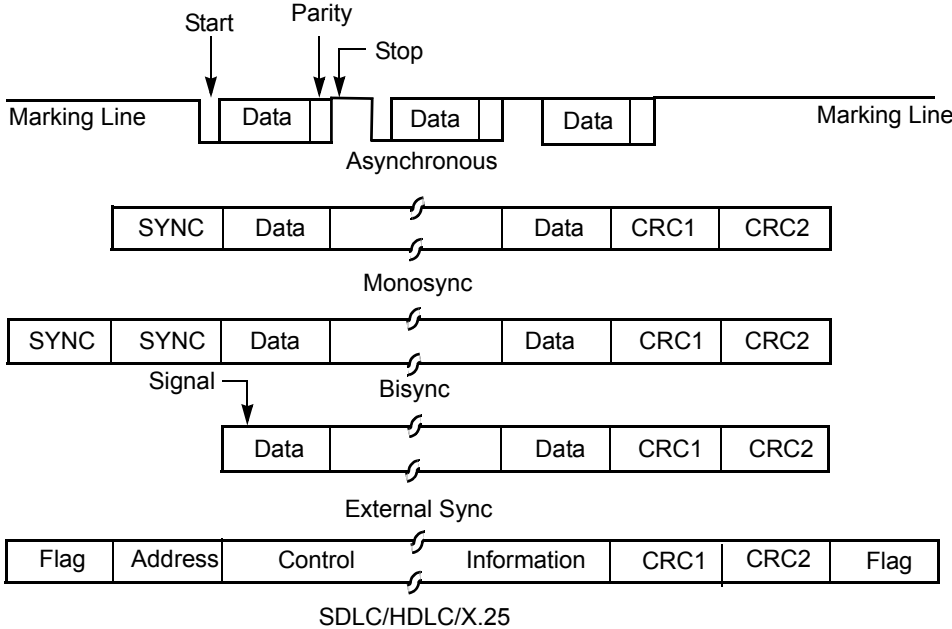 Start
Parity
Stop
Marking Line
Data
Data
Data
Marking Line
Asynchronous
SYNC Data Data CRC1 CRC2
Monosync
SYNC SYNC Data Data CRC1 CRC2
Signal
Bisync
Data Data CRC1 CRC2
External Sync
Flag Address Control Information CRC1 CRC2 Flag
SDLC/HDLC/X.25